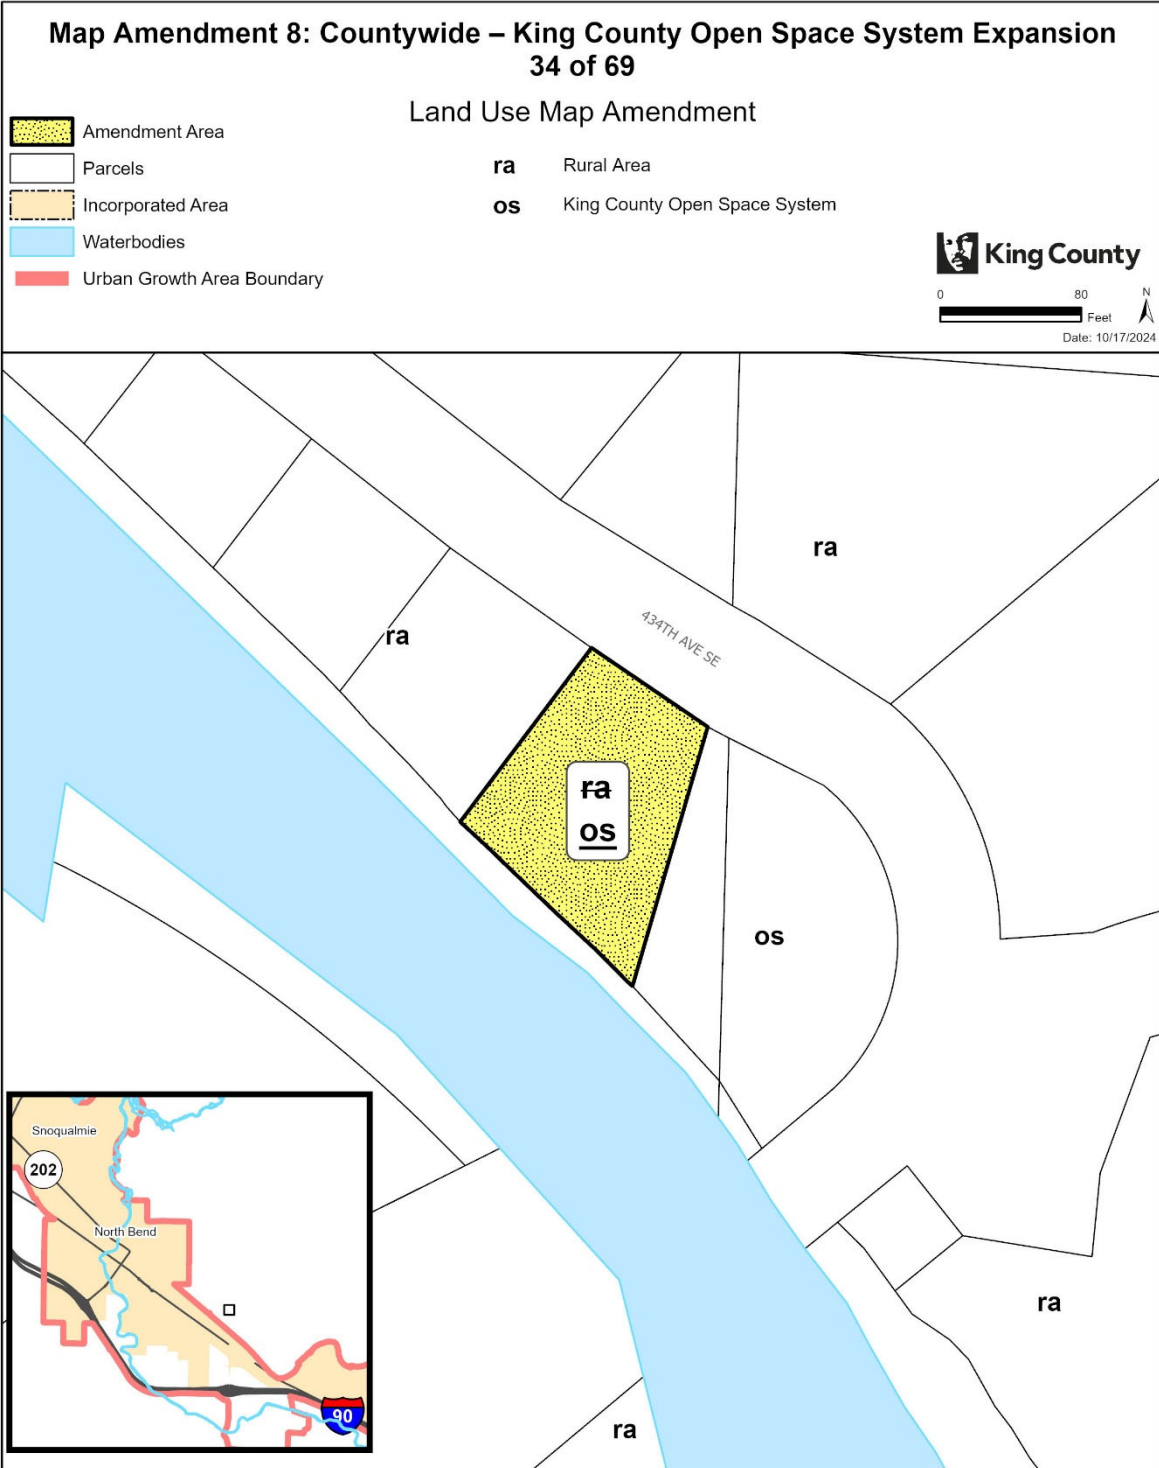 Map Amendment 8: Countywide – King County Open Space System Expansion
34 of 69
Land Use Map Amendment
Amendment Area
Parcels
Incorporated Area
Waterbodies
Urban Growth Area Boundary
ra Rural Area
os King County Open Space System
King County
0 80
Feet
N
Date: 10/17/2024
ra
434TH AVE SE
ra
ra
os
os
ra
ra
Snoqualmie
202
North Bend
90